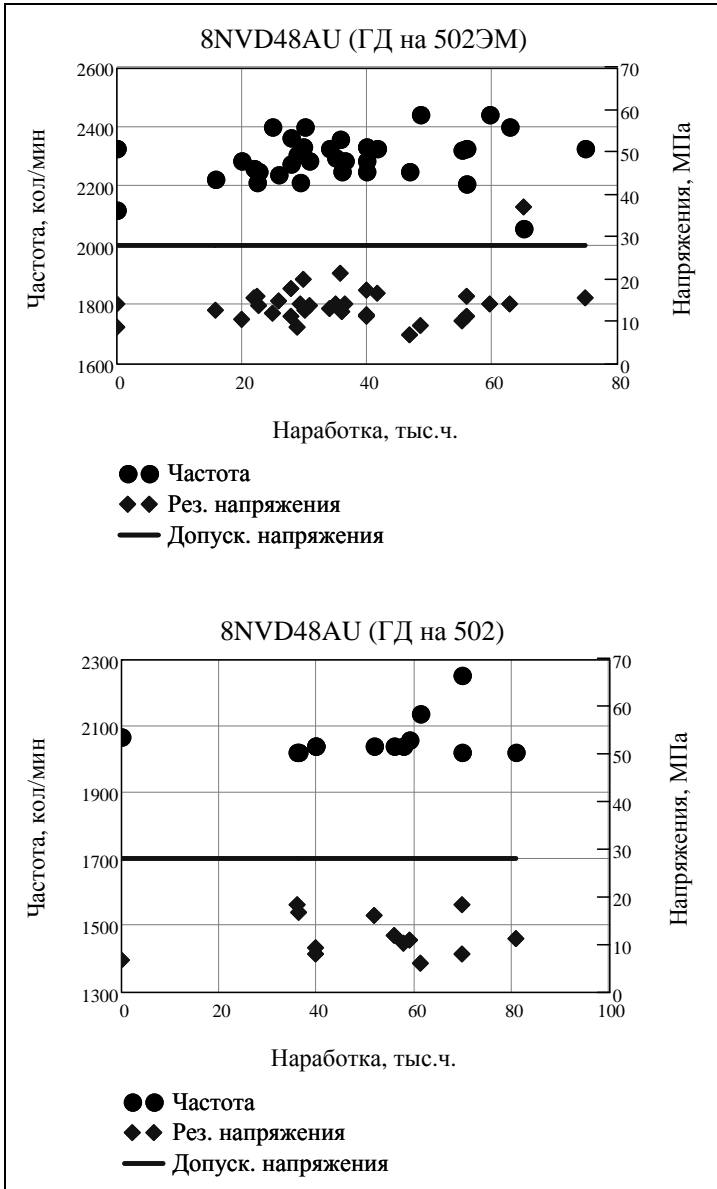 8NVD48AU (ГД на 502ЭМ)
2600
2400
2200
2000
1800
1600
Частота, кол/мин
70
60
50
40
30
20
10
0
Напряжения, МПа
0 20 40 60 80
Наработка, тыс.ч.
Частота
Рез. напряжения
Допуск. напряжения
8NVD48AU (ГД на 502)
2300
2100
1900
1700
1500
1300
Частота, кол/мин
70
60
50
40
30
20
10
0
Напряжения, МПа
0 20 40 60 80 100
Наработка, тыс.ч.
Частота
Рез. напряжения
Допуск. напряжения